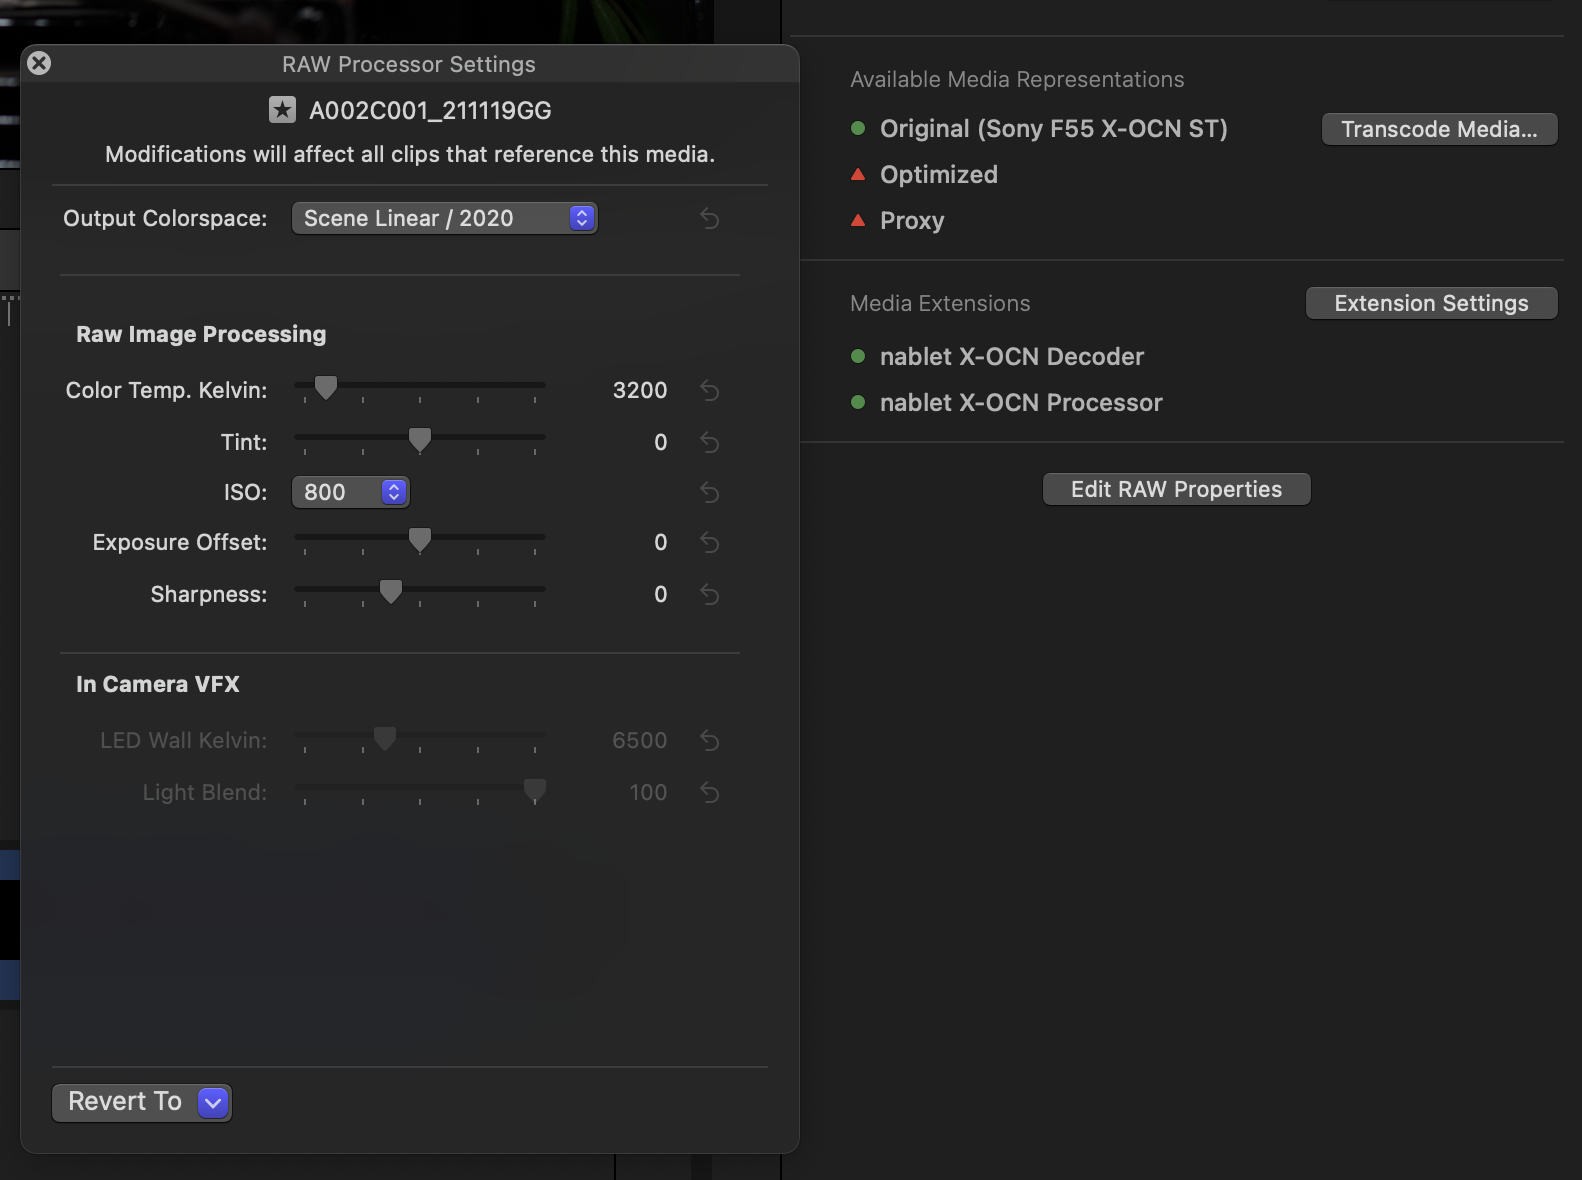 RAW Processor Settings
A002C001_211119GG
Modifications will affect all clips that reference this media.
Output Colorspace: Scene Linear / 2020
Raw Image Processing
Color Temp. Kelvin: 3200
Tint: 0
ISO: 800
Exposure Offset: 0
Sharpness: 0
In Camera VFX
LED Wall Kelvin: 6500
Light Blend: 100
Revert To
Available Media Representations
Original (Sony F55 X-OCN ST) Transcode Media...
Optimized
Proxy
Media Extensions Extension Settings
nablet X-OCN Decoder
nablet X-OCN Processor
Edit RAW Properties